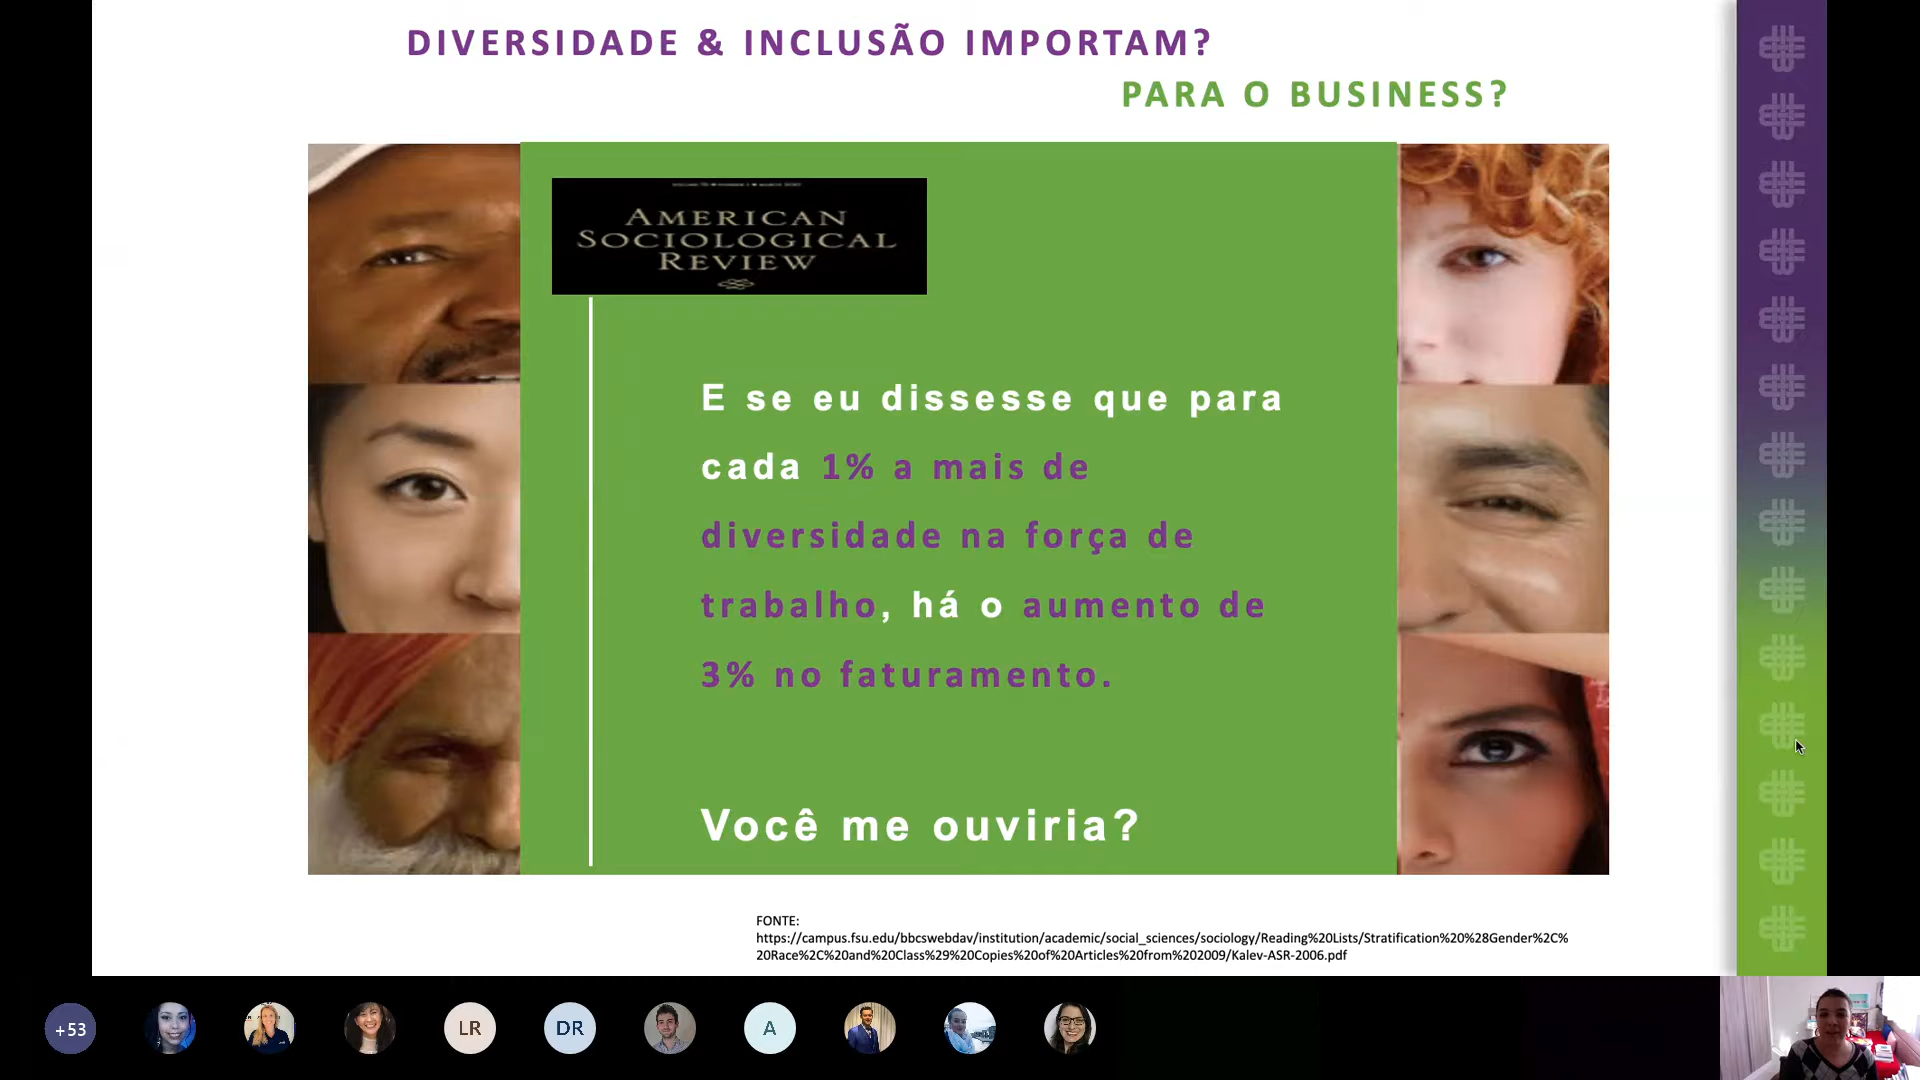 DIVERSIDADE & INCLUSÃO IMPORTAM?
PARA O BUSINESS?
AMERICAN
SOCIOLOGICAL
REVIEW
E se eu dissesse que para
cada 1% a mais de
diversidade na força de
trabalho, há o aumento de
3% no faturamento.
Você me ouviria?
FONTE:
https://campus.fsu.edu/bbcswebdav/institution/academic/social_sciences/sociology/Reading%20Lists/Stratification%20%28Gender%2C%
20Race%2C%20and%20Class%29%20Copies%20of%20Articles%20from%202009/Kalev-ASR-2006.pdf
+53
LR
DR
A